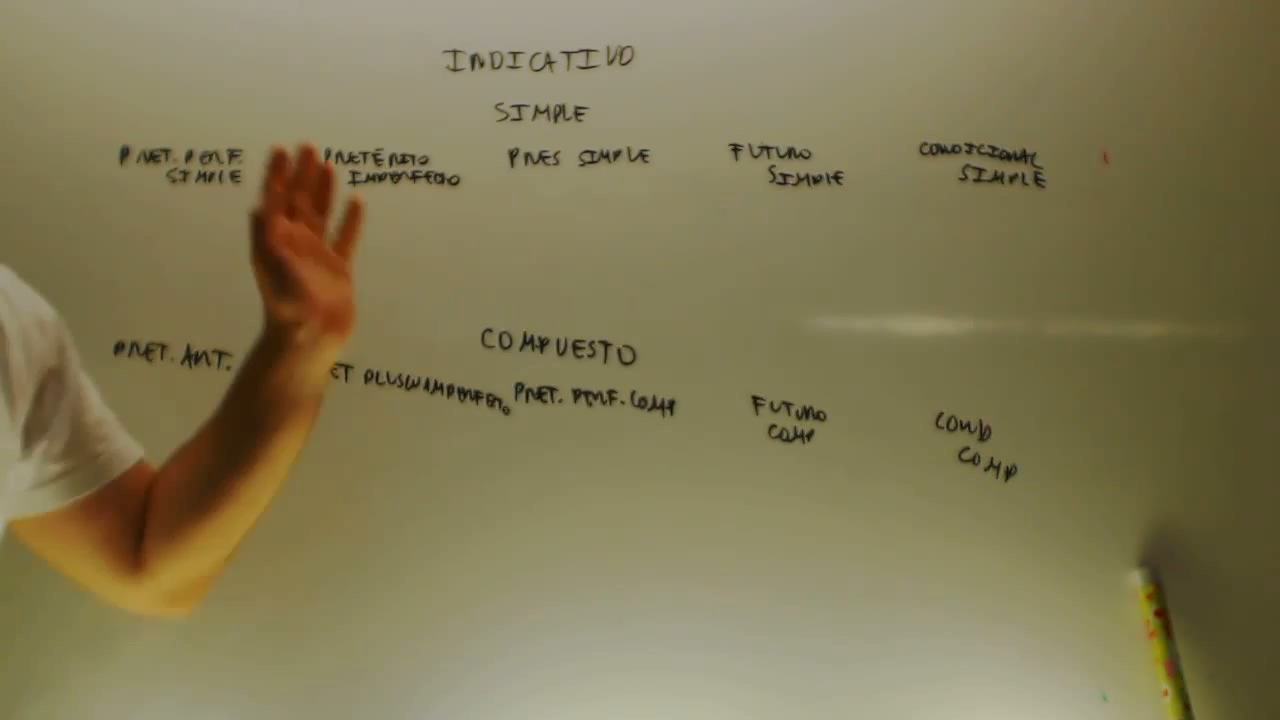 INDICATIVO
SIMPLE
PRET. PERF. SIMPLE
PRETÉRITO IMPERFECTO
PRES SIMPLE
FUTURO SIMPLE
CONDICIONAL SIMPLE
COMPUESTO
PRET. ANT.
ET PLUSCUAMPERFECTO
PRET. PERF. COMP
FUTURO COMP
COND COMP